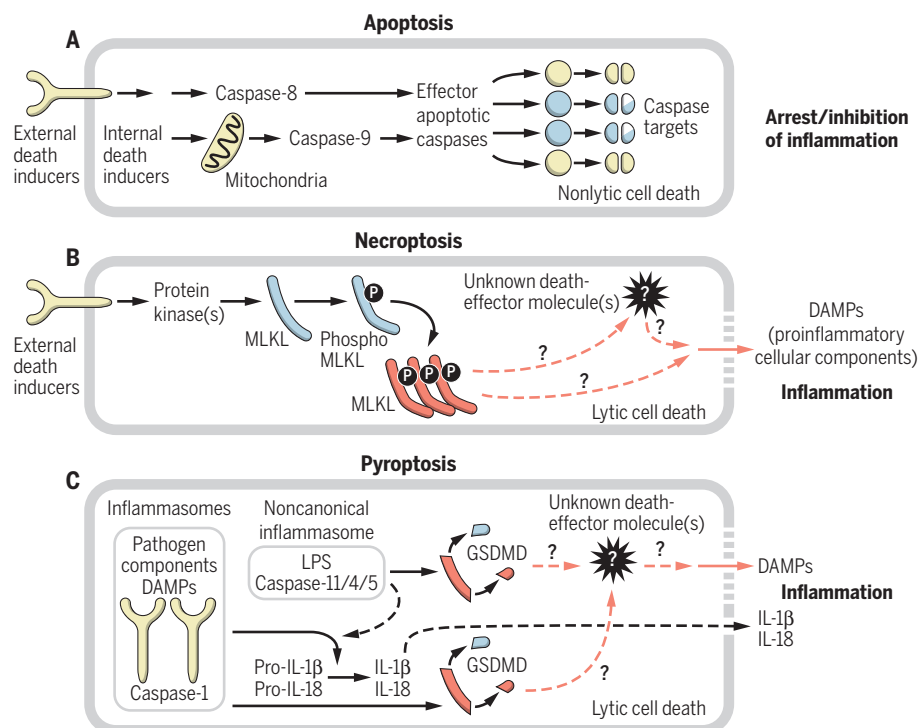 Apoptosis
A
External
death
inducers
Internal
death
inducers
Caspase-8
Mitochondria
Caspase-9
Effector
apoptotic
caspases
Caspase
targets
Nonlytic cell death
Arrest/inhibition
of inflammation
Necroptosis
B
External
death
inducers
Protein
kinase(s)
MLKL
P
Phospho
MLKL
P P P
MLKL
Unknown death-
effector molecule(s)
?
?
?
?
Lytic cell death
DAMPs
(proinflammatory
cellular components)
Inflammation
Pyroptosis
C
Inflammasomes
Pathogen
components
DAMPs
Caspase-1
Noncanonical
inflammasome
LPS
Caspase-11/4/5
GSDMD
Unknown death-
effector molecule(s)
?
?
?
DAMPs
Inflammation
IL-1β
IL-18
Pro-IL-1β
Pro-IL-18
IL-1β
IL-18
GSDMD
?
Lytic cell death